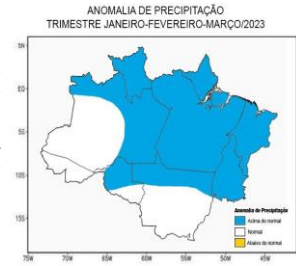 ANOMALIA DE PRECIPITAÇÃO
TRIMESTRE JANEIRO-FEVEREIRO-MARÇO/2023
5N
EQ
5S
10S
15S
Anomalia de Precipitação
Acima do normal
Normal
Abaixo do normal
75W 70W 65W 60W 55W 50W 45W